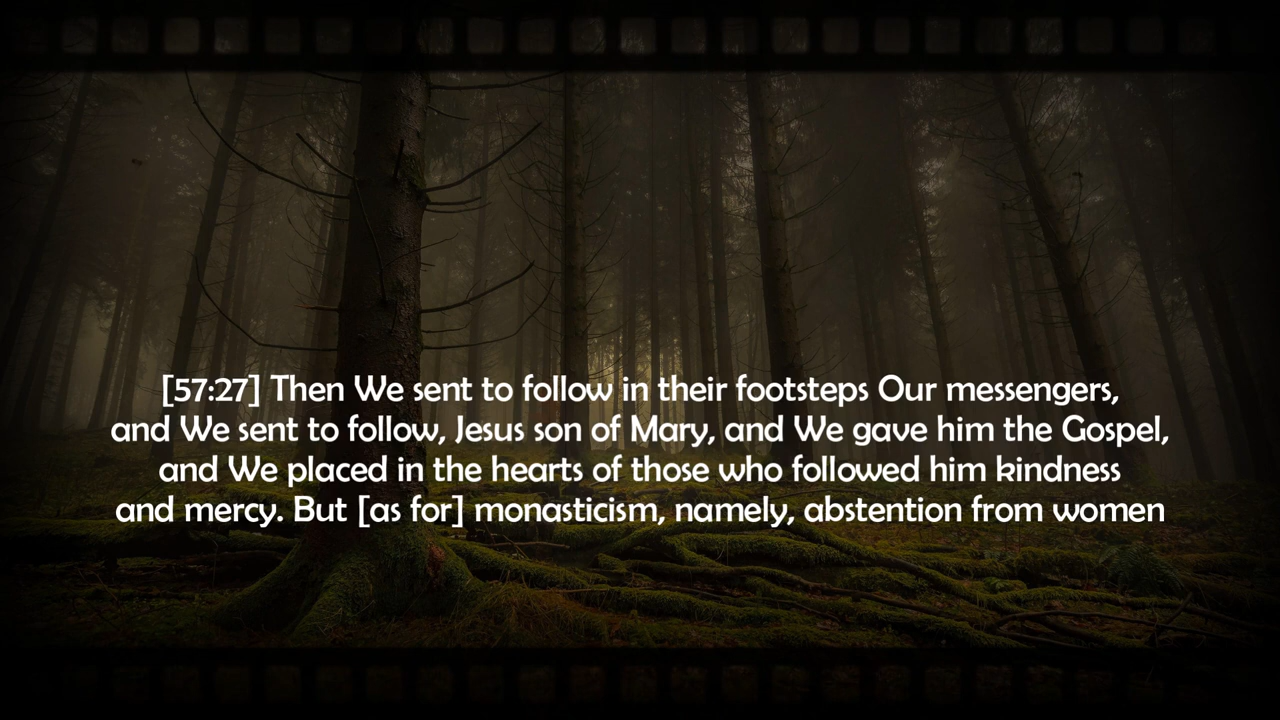 [57:27] Then We sent to follow in their footsteps Our messengers,
and We sent to follow, Jesus son of Mary, and We gave him the Gospel,
and We placed in the hearts of those who followed him kindness
and mercy. But [as for] monasticism, namely, abstention from women